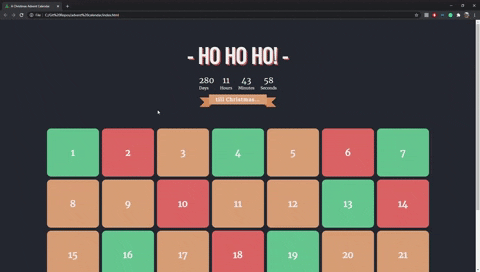 A Christmas Advent Calendar
File
C:/Git%20Repos/advent%20calendar/index.html
- HO HO HO! -
280 11 43 58
Days Hours Minutes Seconds
till Christmas...
1 2 3 4 5 6 7
8 9 10 11 12 13 14
15 16 17 18 19 20 21